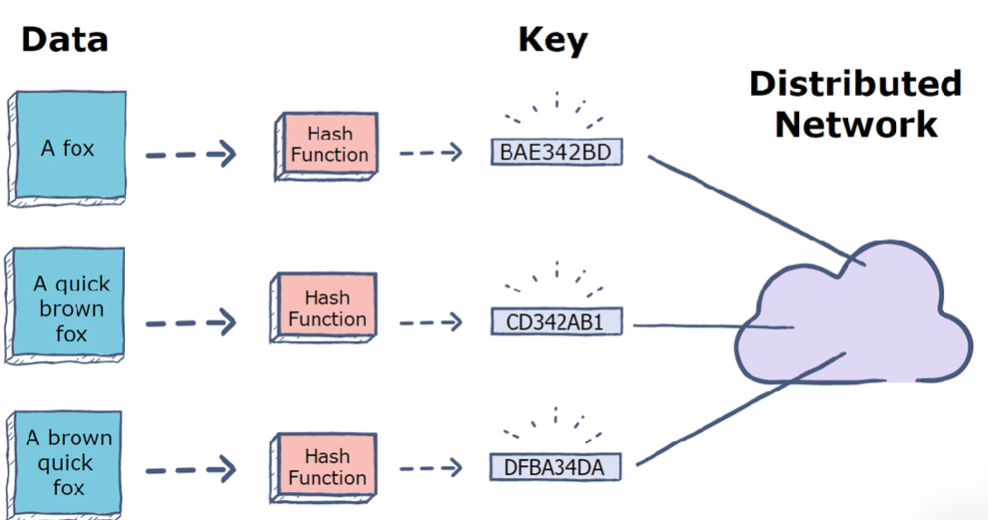 Data
Key
Distributed
Network
A fox
Hash
Function
BAE342BD
A quick
brown
fox
Hash
Function
CD342AB1
A brown
quick
fox
Hash
Function
DFBA34DA